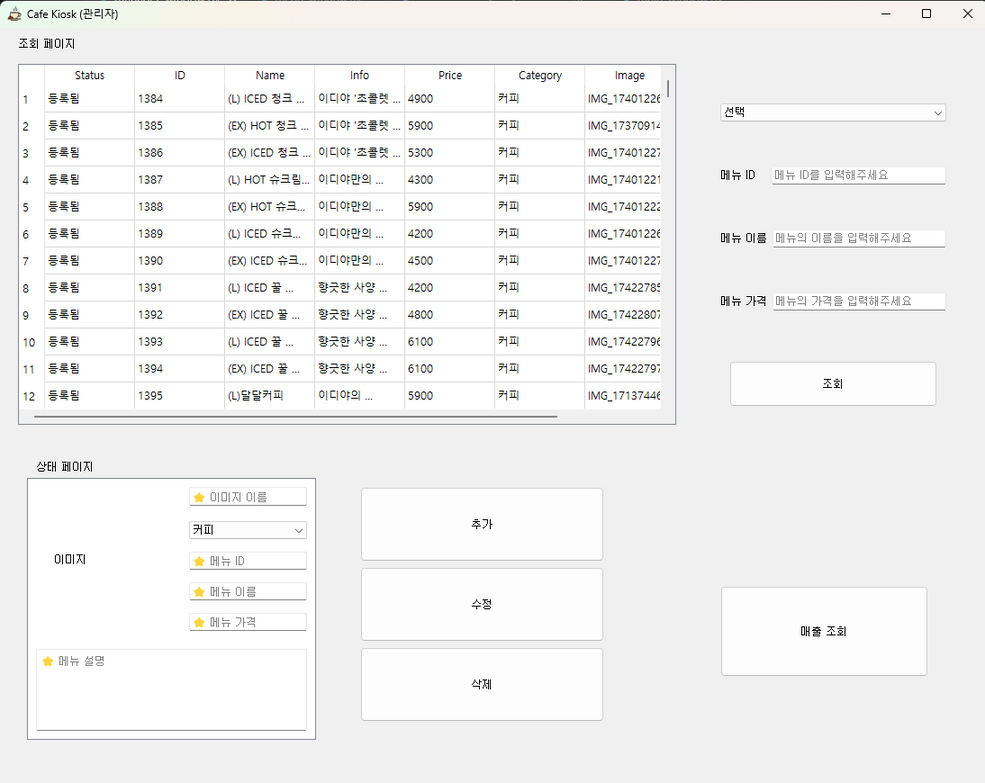 Cafe Kiosk (관리자)
조회 페이지
Status ID Name Info Price Category Image
1 등록됨 1384 (L) ICED 청크 ... 이디야 '초콜렛 ... 4900 커피 IMG_17401226
2 등록됨 1385 (EX) HOT 청크 ... 이디야 '초콜렛 ... 5900 커피 IMG_17370914
3 등록됨 1386 (EX) ICED 청크 ... 이디야 '초콜렛 ... 5300 커피 IMG_17401227
4 등록됨 1387 (L) HOT 슈크림... 이디야만의 ... 4300 커피 IMG_17401221
5 등록됨 1388 (EX) HOT 슈크... 이디야만의 ... 5900 커피 IMG_17401222
6 등록됨 1389 (L) ICED 슈크... 이디야만의 ... 4200 커피 IMG_17401226
7 등록됨 1390 (EX) ICED 슈크... 이디야만의 ... 4500 커피 IMG_17401227
8 등록됨 1391 (L) ICED 꿀 ... 향긋한 사양 ... 4200 커피 IMG_17422785
9 등록됨 1392 (EX) ICED 꿀 ... 향긋한 사양 ... 4800 커피 IMG_17422807
10 등록됨 1393 (L) ICED 꿀 ... 향긋한 사양 ... 6100 커피 IMG_17422796
11 등록됨 1394 (EX) ICED 꿀 ... 향긋한 사양 ... 6100 커피 IMG_17422797
12 등록됨 1395 (L)달달커피 이디야의 ... 5900 커피 IMG_17137446
선택
메뉴 ID 메뉴 ID를 입력해주세요
메뉴 이름 메뉴의 이름을 입력해주세요
메뉴 가격 메뉴의 가격을 입력해주세요
조회
상태 페이지
이미지
⭐ 이미지 이름
커피
⭐ 메뉴 ID
⭐ 메뉴 이름
⭐ 메뉴 가격
⭐ 메뉴 설명
추가
수정
삭제
매출 조회